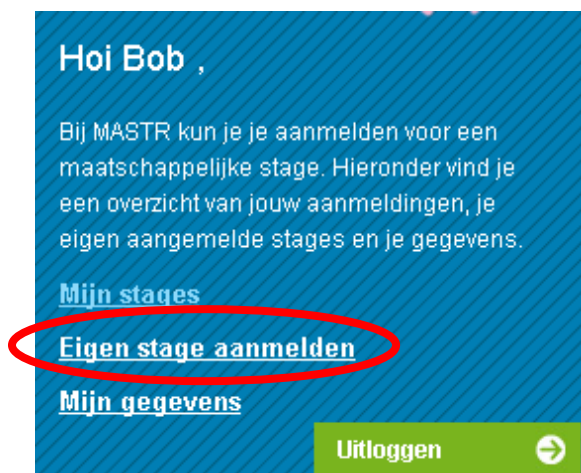 Hoi Bob ,
Bij MASTR kun je je aanmelden voor een
maatschappelijke stage. Hieronder vind je
een overzicht van jouw aanmeldingen, je
eigen aangemelde stages en je gegevens.
Mijn stages
Eigen stage aanmelden
Mijn gegevens
Uitloggen